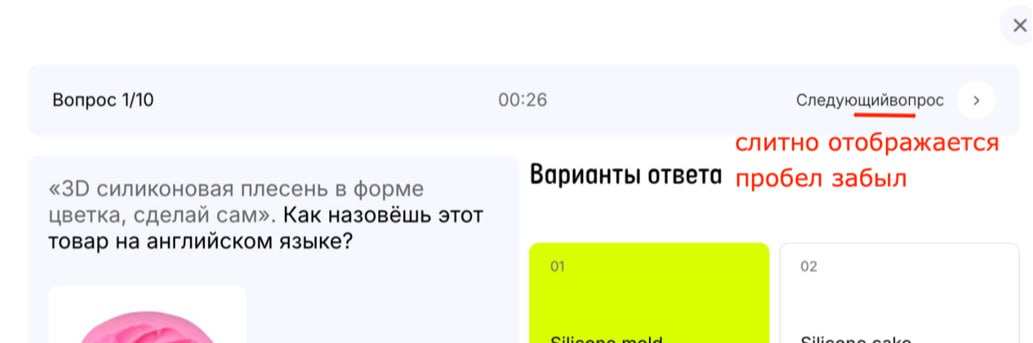 Вопрос 1/10
00:26
Следующийвопрос
слитно отображается
пробел забыл
Варианты ответа
«3D силиконовая плесень в форме
цветка, сделай сам». Как назовёшь этот
товар на английском языке?
01
Silicone mold
02
Silicone cake